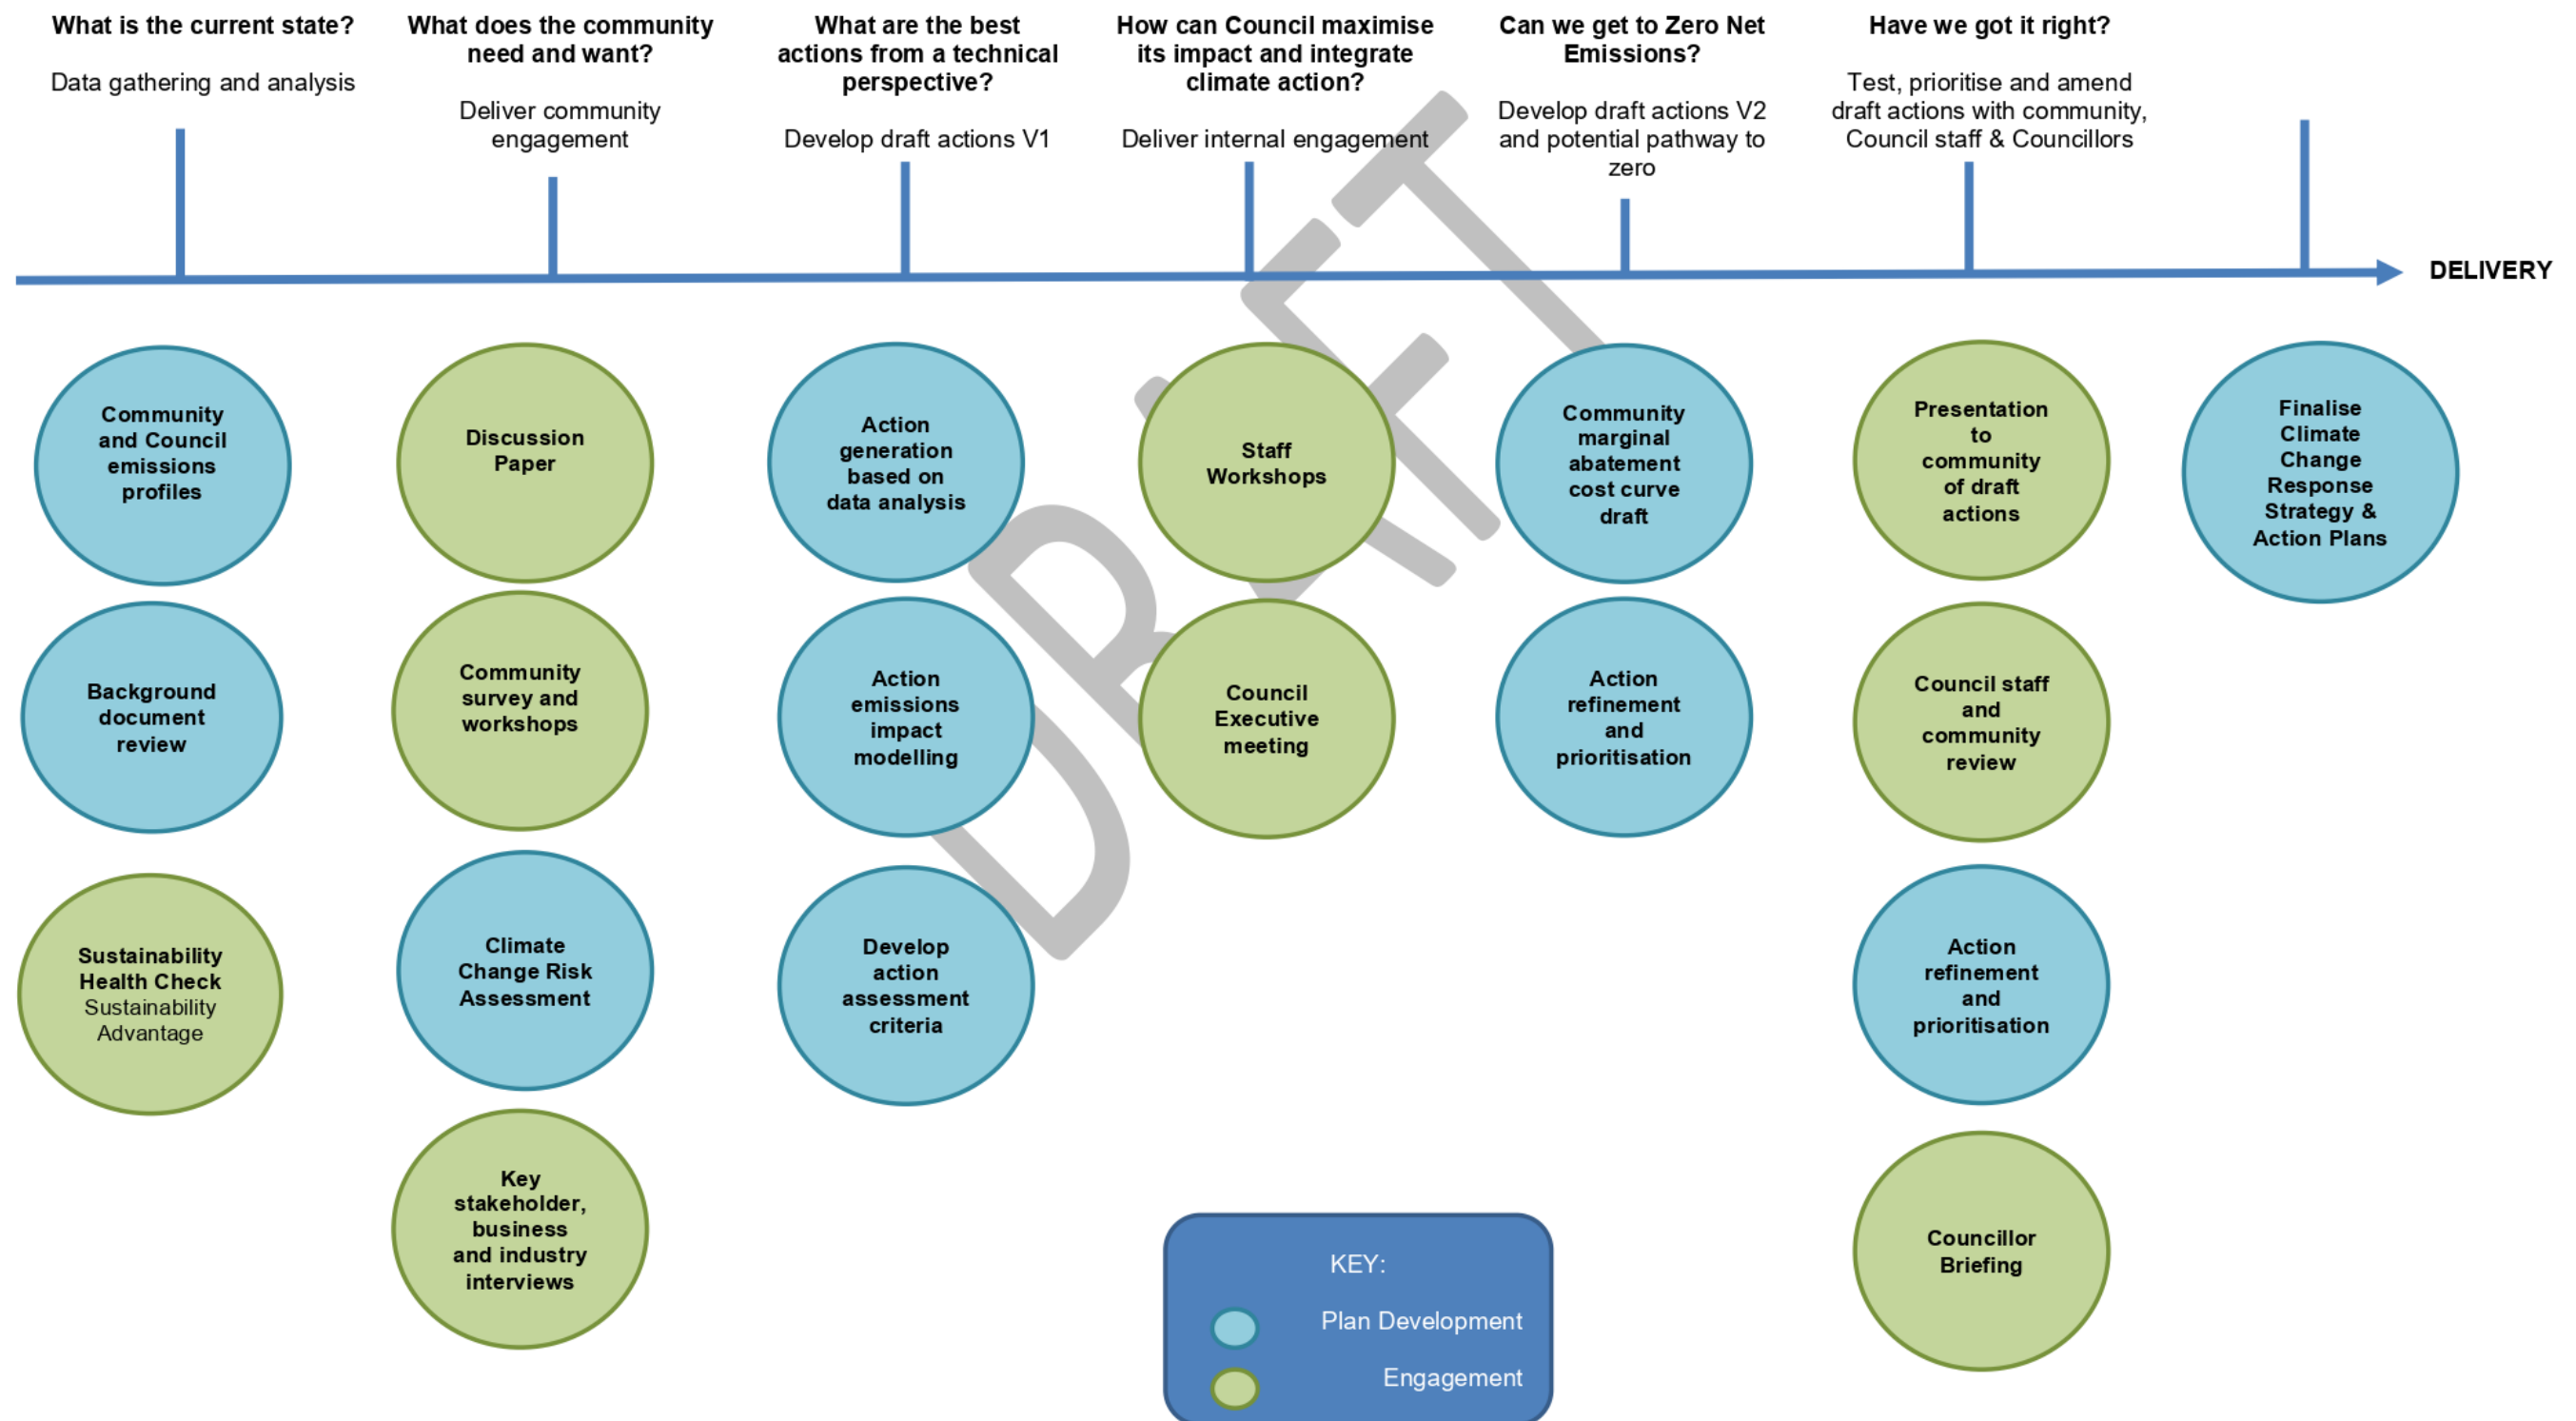 What is the current state?
Data gathering and analysis
What does the community
need and want?
Deliver community
engagement
What are the best
actions from a technical
perspective?
Develop draft actions V1
How can Council maximise
its impact and integrate
climate action?
Deliver internal engagement
Can we get to Zero Net
Emissions?
Develop draft actions V2
and potential pathway to
zero
Have we got it right?
Test, prioritise and amend
draft actions with community,
Council staff & Councillors
DELIVERY
DRAFT
Community
and Council
emissions
profiles
Background
document
review
Sustainability
Health Check
Sustainability
Advantage
Discussion
Paper
Community
survey and
workshops
Climate
Change Risk
Assessment
Key
stakeholder,
business
and industry
interviews
Action
generation
based on
data analysis
Action
emissions
impact
modelling
Develop
action
assessment
criteria
Staff
Workshops
Council
Executive
meeting
Community
marginal
abatement
cost curve
draft
Action
refinement
and
prioritisation
Presentation
to
community
of draft
actions
Council staff
and
community
review
Action
refinement
and
prioritisation
Councillor
Briefing
Finalise
Climate
Change
Response
Strategy &
Action Plans
KEY:
Plan Development
Engagement